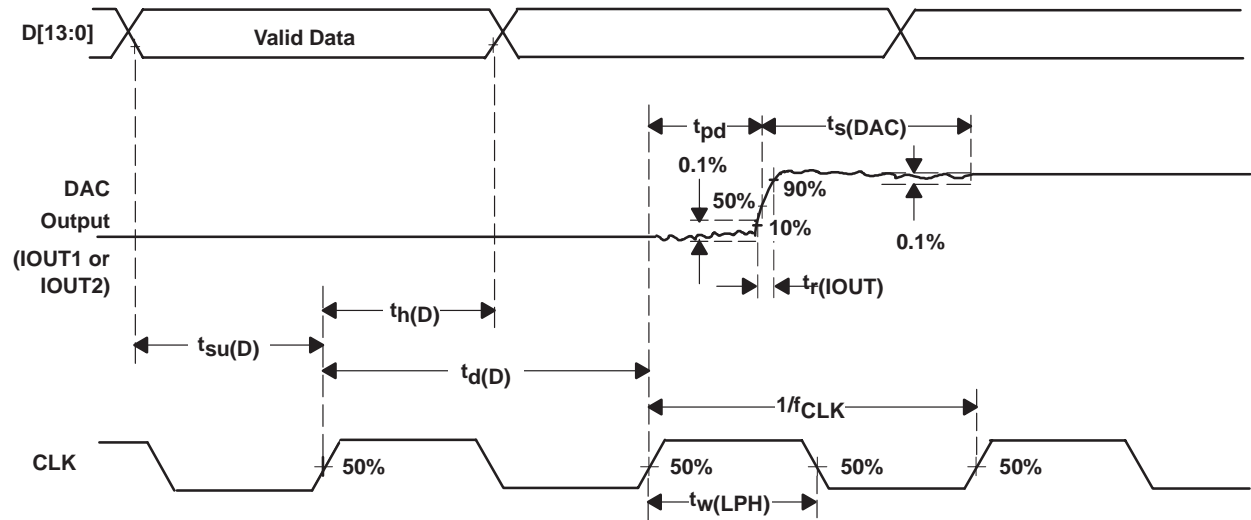 D[13:0]
Valid Data
tpd
ts(DAC)
0.1%
DAC
Output
(IOUT1 or
IOUT2)
50%
90%
10%
0.1%
tr(IOUT)
th(D)
tsu(D)
td(D)
1/fCLK
CLK
50%
50%
50%
50%
tw(LPH)